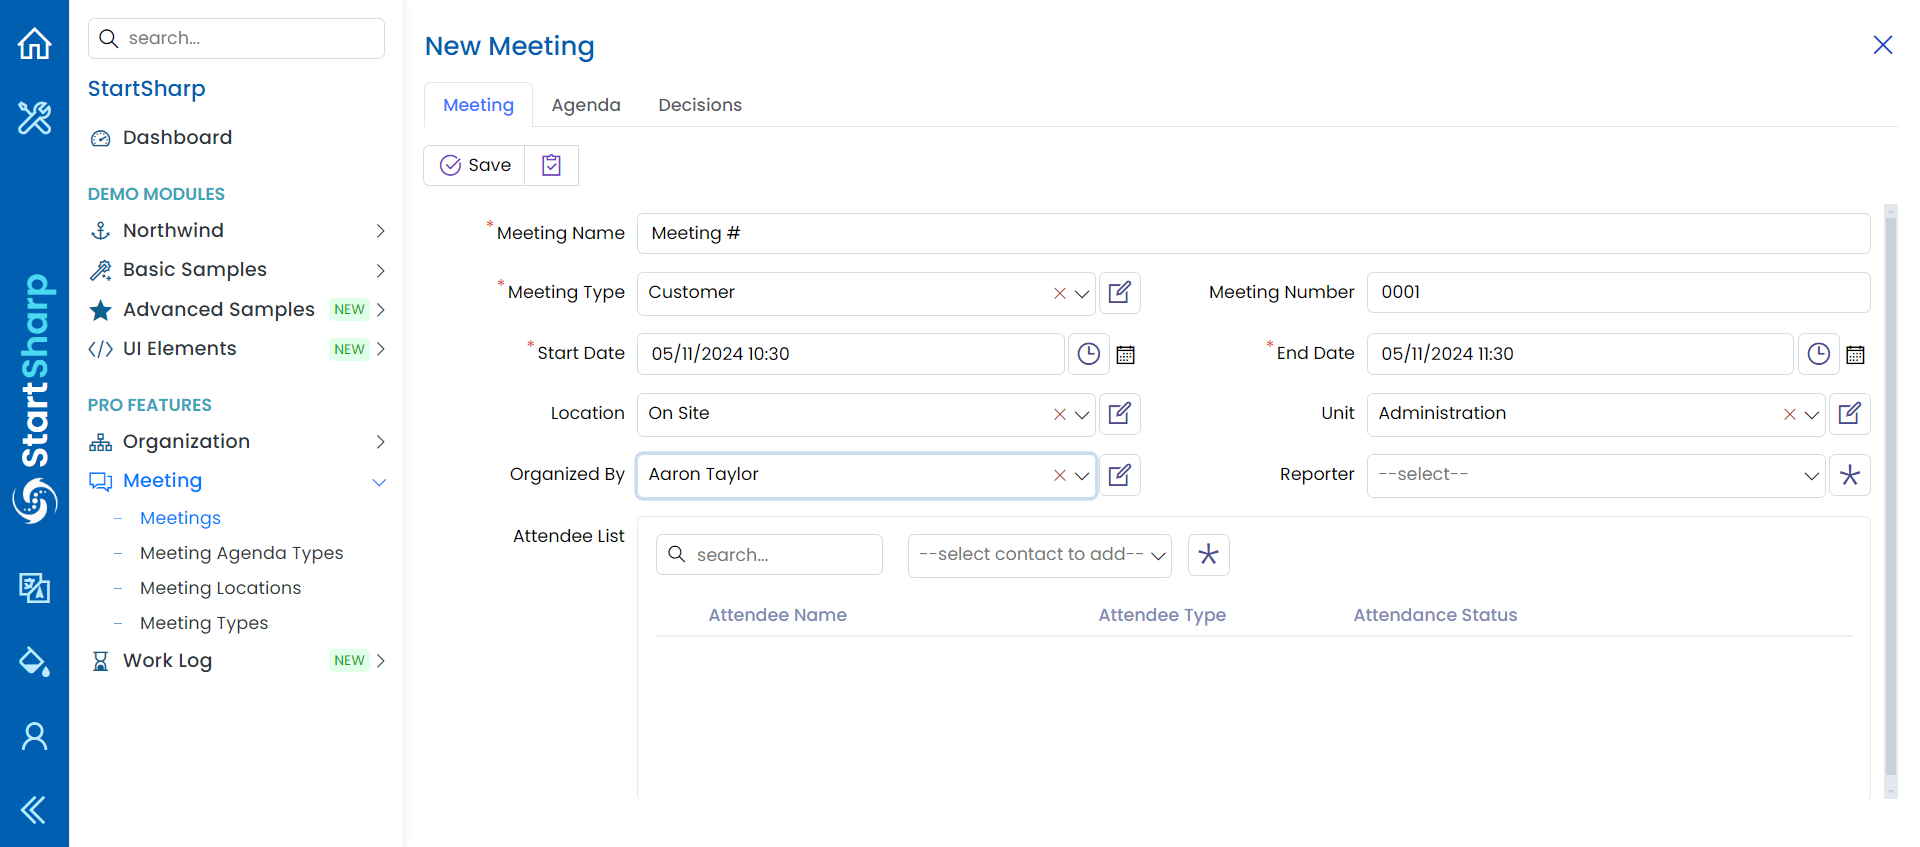 StartSharp
search...
StartSharp
Dashboard
DEMO MODULES
Northwind
Basic Samples
Advanced Samples NEW
UI Elements NEW
PRO FEATURES
Organization
Meeting
Meetings
Meeting Agenda Types
Meeting Locations
Meeting Types
Work Log NEW
New Meeting
Meeting Agenda Decisions
Save
*Meeting Name Meeting #
*Meeting Type Customer Meeting Number 0001
*Start Date 05/11/2024 10:30 *End Date 05/11/2024 11:30
Location On Site Unit Administration
Organized By Aaron Taylor Reporter --select--
Attendee List search... --select contact to add--
Attendee Name Attendee Type Attendance Status